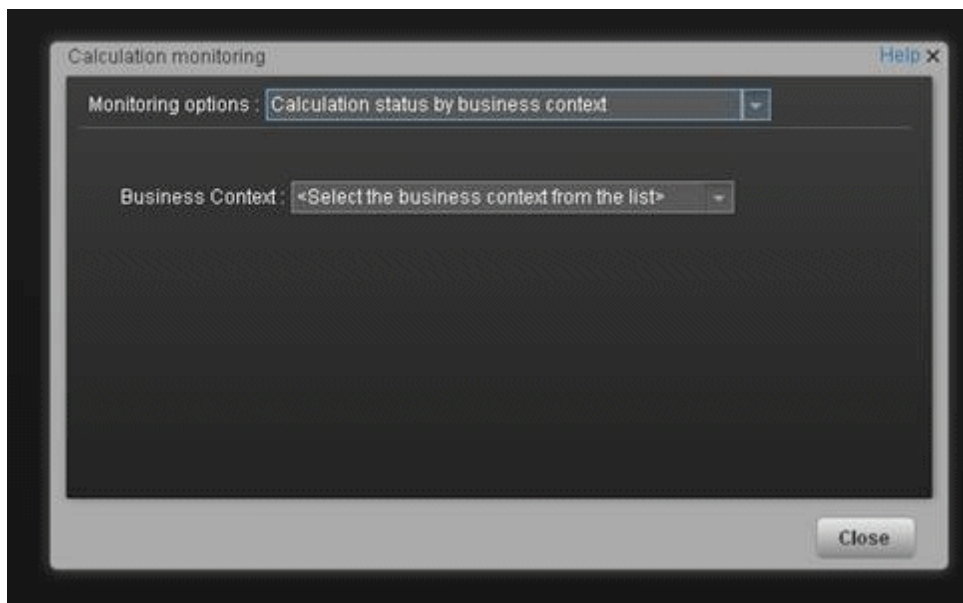 Calculation monitoring
Help ×
Monitoring options : Calculation status by business context
Business Context : <Select the business context from the list>
Close